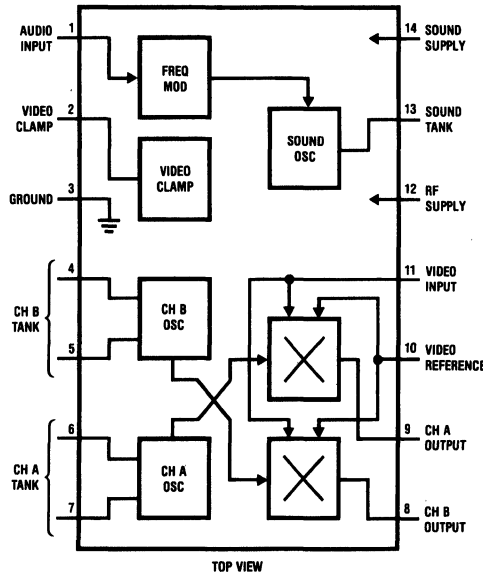 AUDIO
INPUT
1
14
SOUND
SUPPLY
FREQ
MOD
VIDEO
CLAMP
2
13
SOUND
TANK
SOUND
OSC
VIDEO
CLAMP
GROUND
3
12
RF
SUPPLY
4
11
VIDEO
INPUT
CH B
TANK
CH B
OSC
5
10
VIDEO
REFERENCE
6
9
CH A
OUTPUT
CH A
TANK
CH A
OSC
7
8
CH B
OUTPUT
TOP VIEW